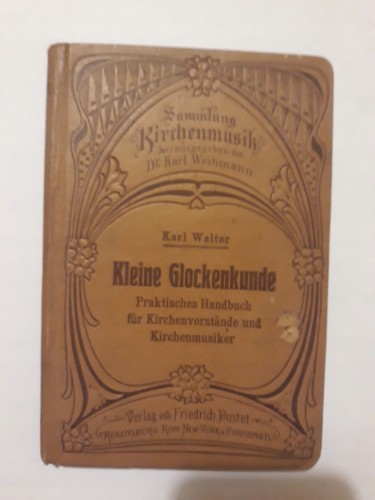 Sammlung
"Kirchenmusik"
herausgegeben von
Dr Karl Weinmann
Karl Walter
Kleine Glockenkunde
Praktisches Handbuch
für Kirchenvorstände und
Kirchenmusiker
Verlag von Friedrich Pustet
REGENSBURG ROM NEW-YORK & CINCINNATI